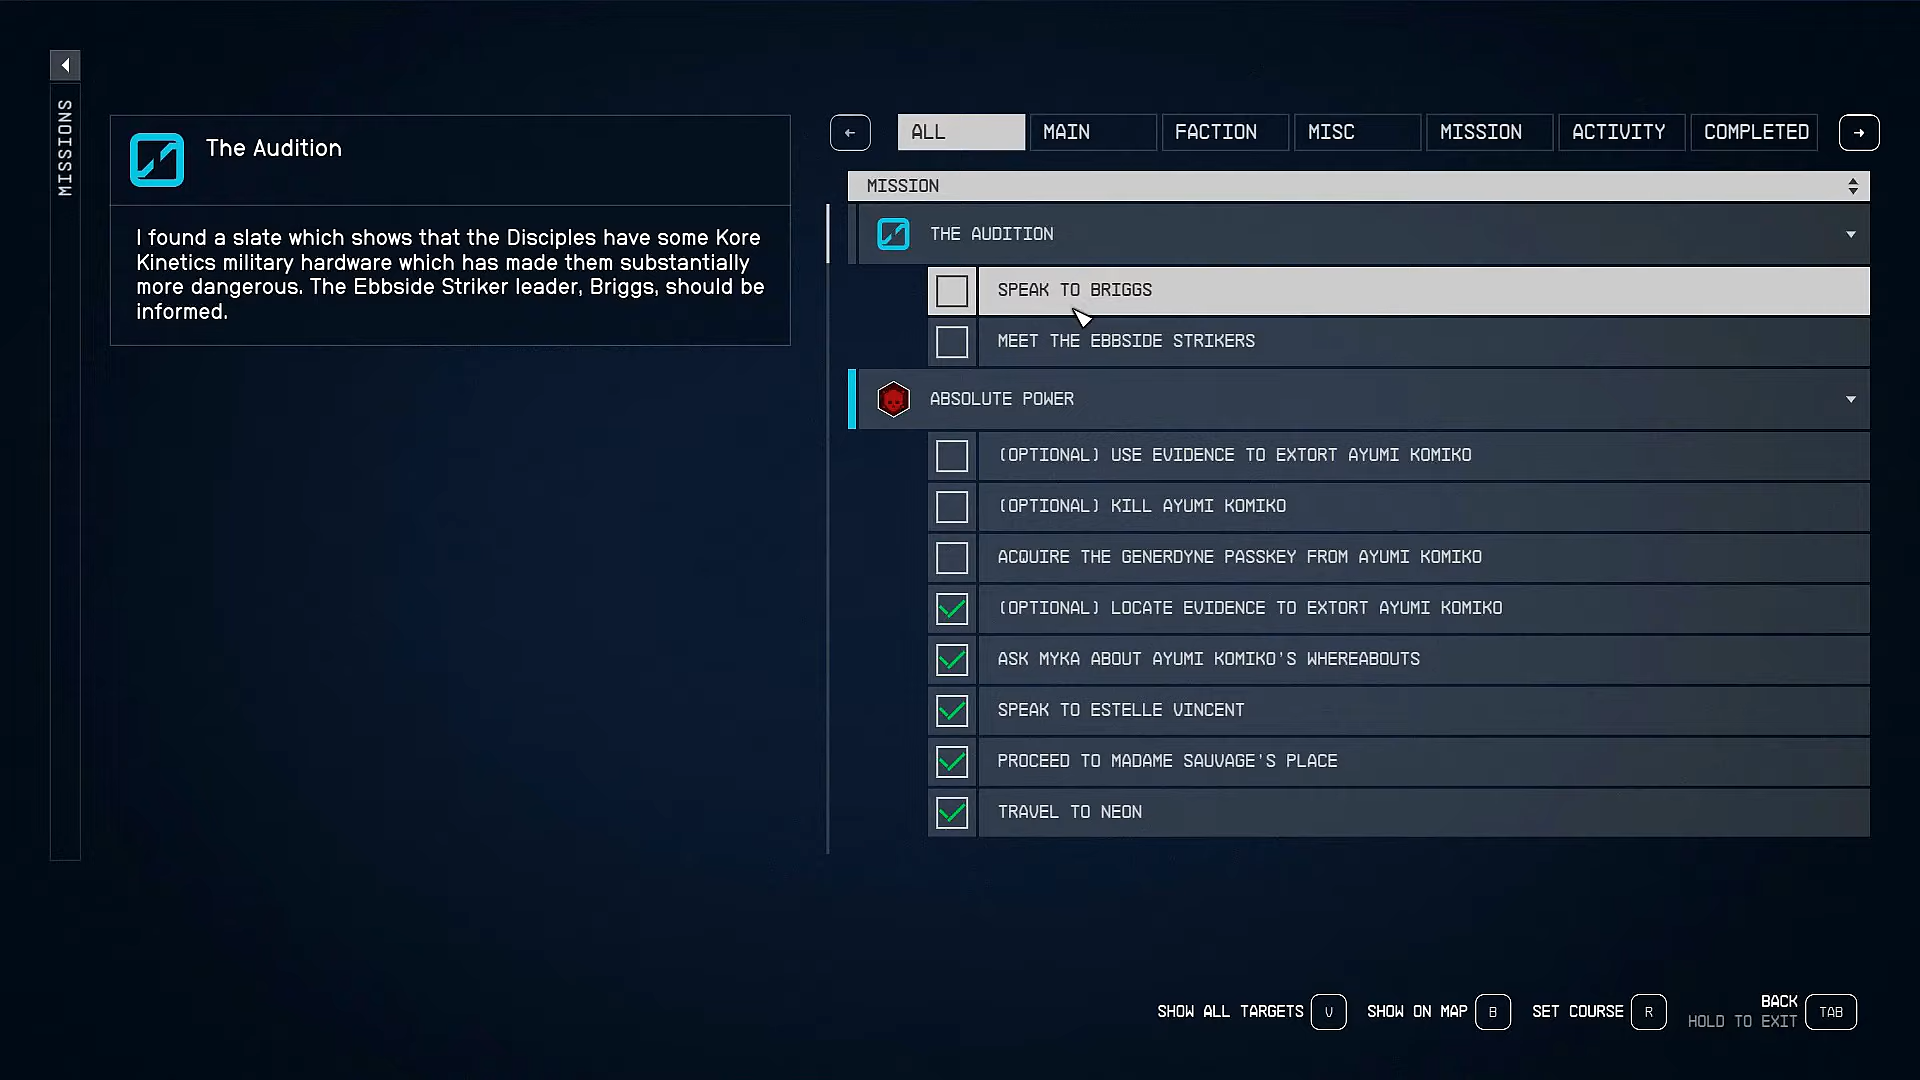 MISSIONS
The Audition
I found a slate which shows that the Disciples have some Kore
Kinetics military hardware which has made them substantially
more dangerous. The Ebbside Striker leader, Briggs, should be
informed.
ALL
MAIN
FACTION
MISC
MISSION
ACTIVITY
COMPLETED
MISSION
THE AUDITION
SPEAK TO BRIGGS
MEET THE EBBSIDE STRIKERS
ABSOLUTE POWER
(OPTIONAL) USE EVIDENCE TO EXTORT AYUMI KOMIKO
(OPTIONAL) KILL AYUMI KOMIKO
ACQUIRE THE GENERDYNE PASSKEY FROM AYUMI KOMIKO
(OPTIONAL) LOCATE EVIDENCE TO EXTORT AYUMI KOMIKO
ASK MYKA ABOUT AYUMI KOMIKO'S WHEREABOUTS
SPEAK TO ESTELLE VINCENT
PROCEED TO MADAME SAUVAGE'S PLACE
TRAVEL TO NEON
SHOW ALL TARGETS V
SHOW ON MAP B
SET COURSE R
BACK
HOLD TO EXIT
TAB